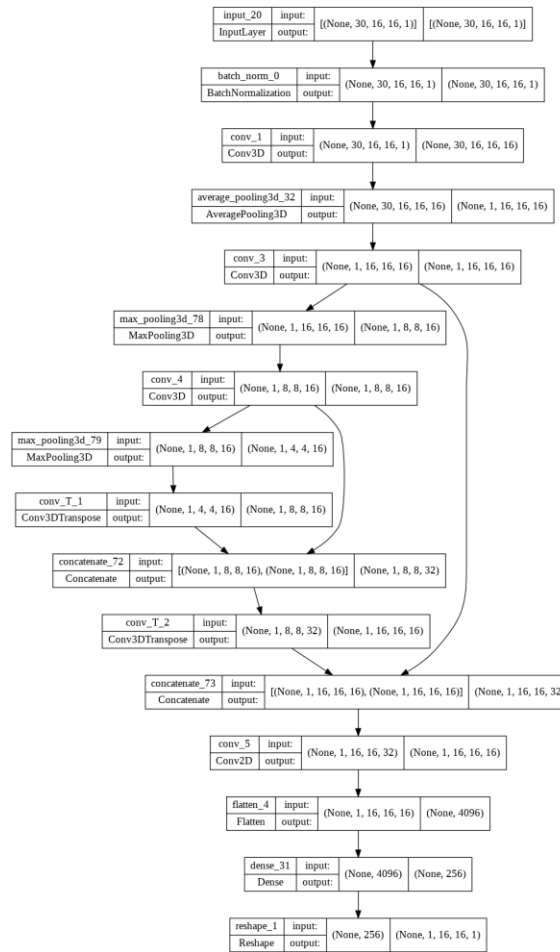 input_20 input: [(None, 30, 16, 16, 1)] [(None, 30, 16, 16, 1)]
InputLayer output:
batch_norm_0 input: (None, 30, 16, 16, 1) (None, 30, 16, 16, 1)
BatchNormalization output:
conv_1 input: (None, 30, 16, 16, 1) (None, 30, 16, 16, 16)
Conv3D output:
average_pooling3d_32 input: (None, 30, 16, 16, 16) (None, 1, 16, 16, 16)
AveragePooling3D output:
conv_3 input: (None, 1, 16, 16, 16) (None, 1, 16, 16, 16)
Conv3D output:
max_pooling3d_78 input: (None, 1, 16, 16, 16) (None, 1, 8, 8, 16)
MaxPooling3D output:
conv_4 input: (None, 1, 8, 8, 16) (None, 1, 8, 8, 16)
Conv3D output:
max_pooling3d_79 input: (None, 1, 8, 8, 16) (None, 1, 4, 4, 16)
MaxPooling3D output:
conv_T_1 input: (None, 1, 4, 4, 16) (None, 1, 8, 8, 16)
Conv3DTranspose output:
concatenate_72 input: [(None, 1, 8, 8, 16), (None, 1, 8, 8, 16)] (None, 1, 8, 8, 32)
Concatenate output:
conv_T_2 input: (None, 1, 8, 8, 32) (None, 1, 16, 16, 16)
Conv3DTranspose output:
concatenate_73 input: [(None, 1, 16, 16, 16), (None, 1, 16, 16, 16)] (None, 1, 16, 16, 32
Concatenate output:
conv_5 input: (None, 1, 16, 16, 32) (None, 1, 16, 16, 16)
Conv2D output:
flatten_4 input: (None, 1, 16, 16, 16) (None, 4096)
Flatten output:
dense_31 input: (None, 4096) (None, 256)
Dense output:
reshape_1 input: (None, 256) (None, 1, 16, 16, 1)
Reshape output: